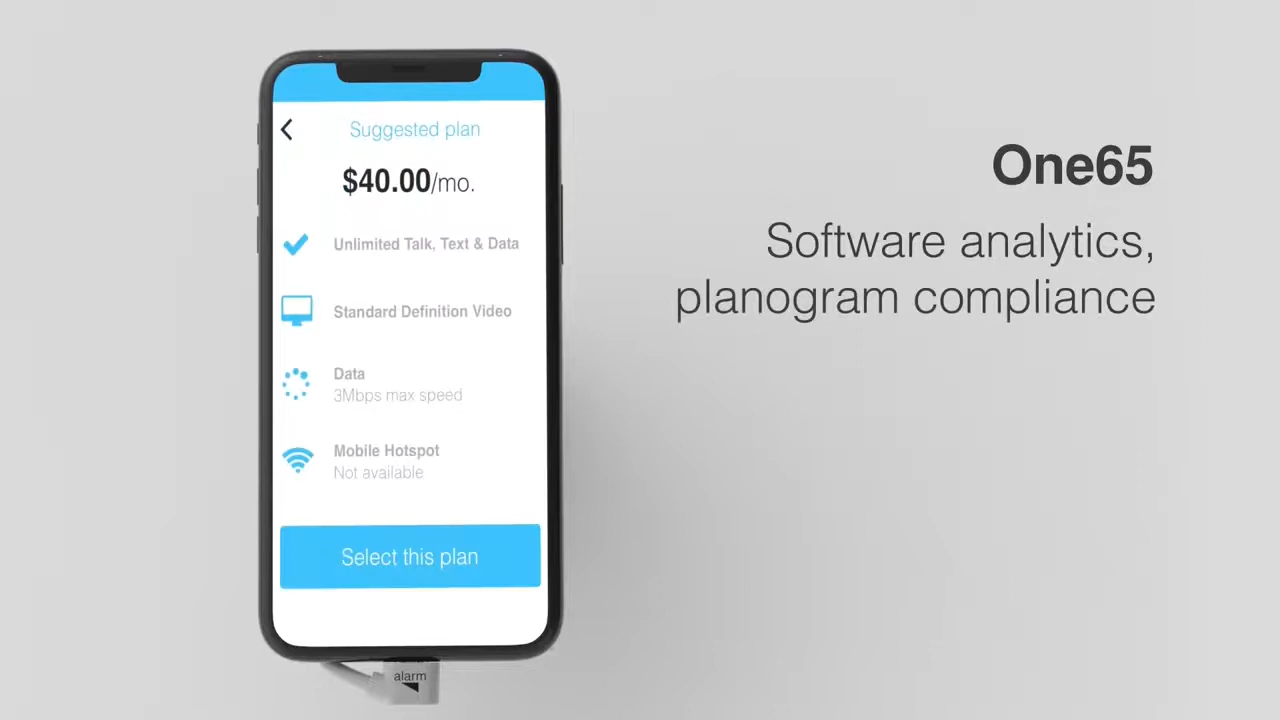 Suggested plan
$40.00/mo.
Unlimited Talk, Text & Data
Standard Definition Video
Data
3Mbps max speed
Mobile Hotspot
Not available
Select this plan
alarm
One65
Software analytics,
planogram compliance